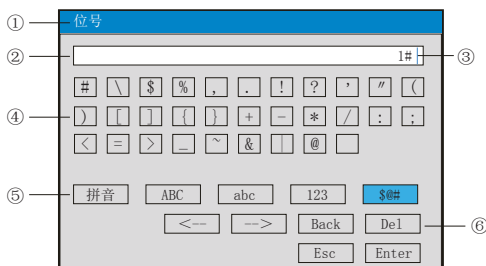 ① 位号
② 1# ③
# \ $ % , . ! ? ’ ″ (
④ ) [ ] { } + - * / : ;
< = > _ ~ & | @
⑤ 拼音 ABC abc 123 $@#
<-- --> Back Del ⑥
Esc Enter